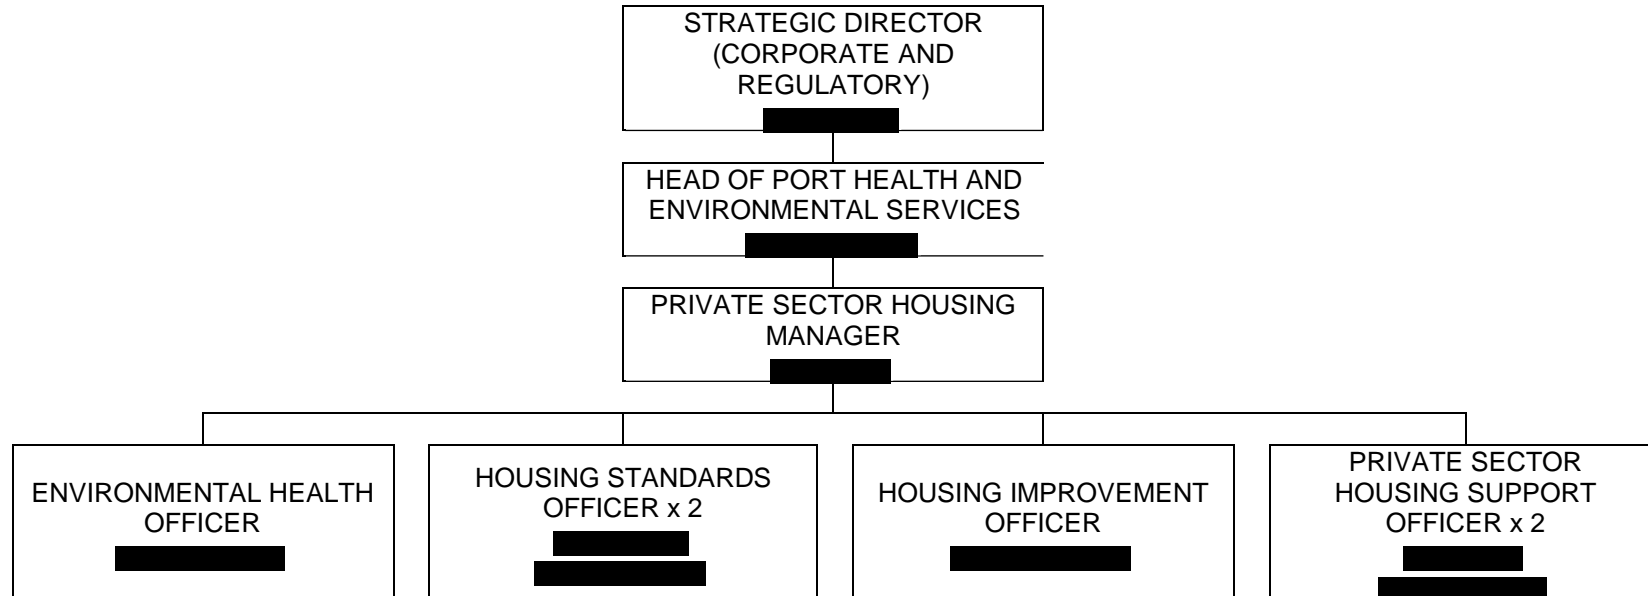 STRATEGIC DIRECTOR
(CORPORATE AND
REGULATORY)
HEAD OF PORT HEALTH AND
ENVIRONMENTAL SERVICES
PRIVATE SECTOR HOUSING
MANAGER
ENVIRONMENTAL HEALTH
OFFICER
HOUSING STANDARDS
OFFICER x 2
HOUSING IMPROVEMENT
OFFICER
PRIVATE SECTOR
HOUSING SUPPORT
OFFICER x 2